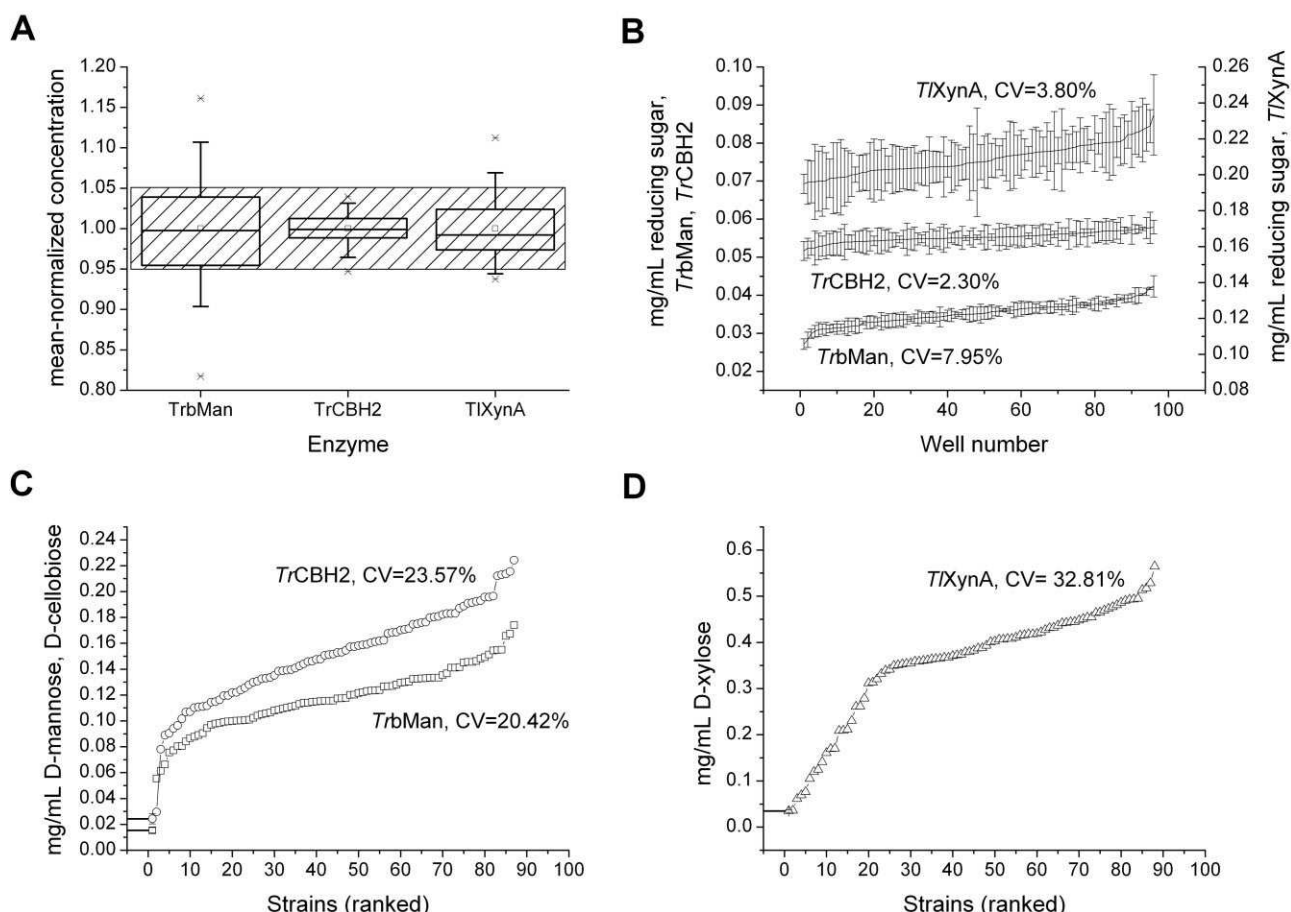 A
mean-normalized concentration
1.20
1.15
1.10
1.05
1.00
0.95
0.90
0.85
0.80
TrbMan
TrCBH2
TlXynA
Enzyme
B
mg/mL reducing sugar,
TrbMan, TrCBH2
0.10
0.09
0.08
0.07
0.06
0.05
0.04
0.03
0.02
TlXynA, CV=3.80%
TrCBH2, CV=2.30%
TrbMan, CV=7.95%
0.26
0.24
0.22
0.20
0.18
0.16
0.14
0.12
0.10
0.08
mg/mL reducing sugar, TlXynA
0 20 40 60 80 100
Well number
C
mg/mL D-mannose, D-cellobiose
0.24
0.22
0.20
0.18
0.16
0.14
0.12
0.10
0.08
0.06
0.04
0.02
0.00
TrCBH2, CV=23.57%
TrbMan, CV=20.42%
0 10 20 30 40 50 60 70 80 90 100
Strains (ranked)
D
mg/mL D-xylose
0.6
0.5
0.4
0.3
0.2
0.1
0.0
TlXynA, CV= 32.81%
0 10 20 30 40 50 60 70 80 90 100
Strains (ranked)